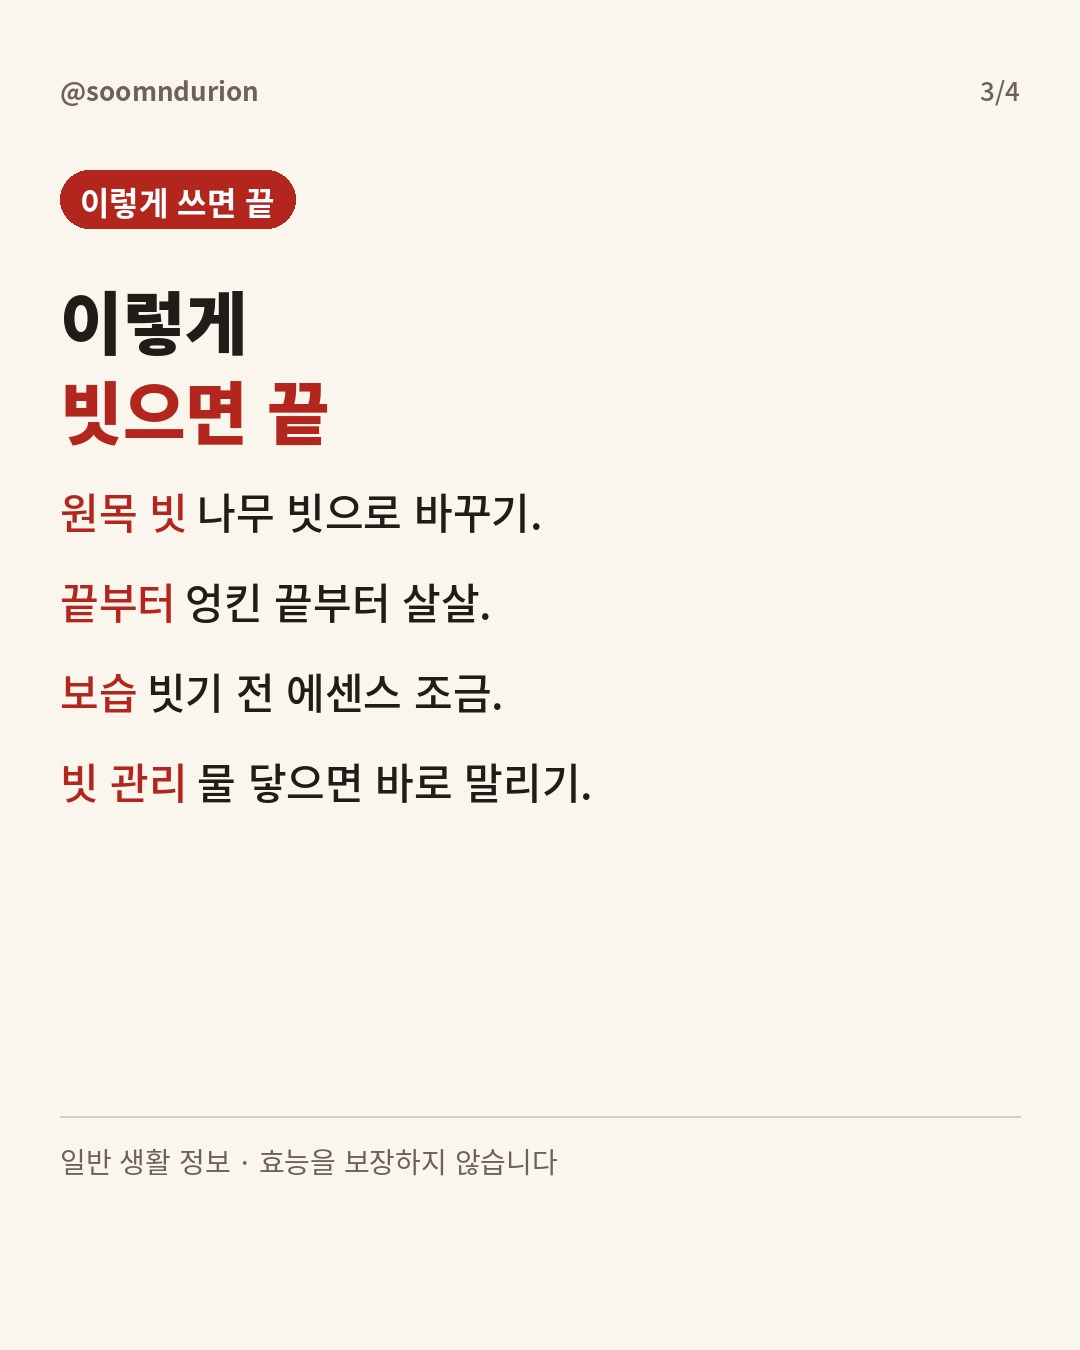 @soomndurion
3/4
이렇게 쓰면 끝
이렇게
빗으면 끝
원목 빗 나무 빗으로 바꾸기.
끝부터 엉킨 끝부터 살살.
보습 빗기 전 에센스 조금.
빗 관리 물 닿으면 바로 말리기.
일반 생활 정보 · 효능을 보장하지 않습니다